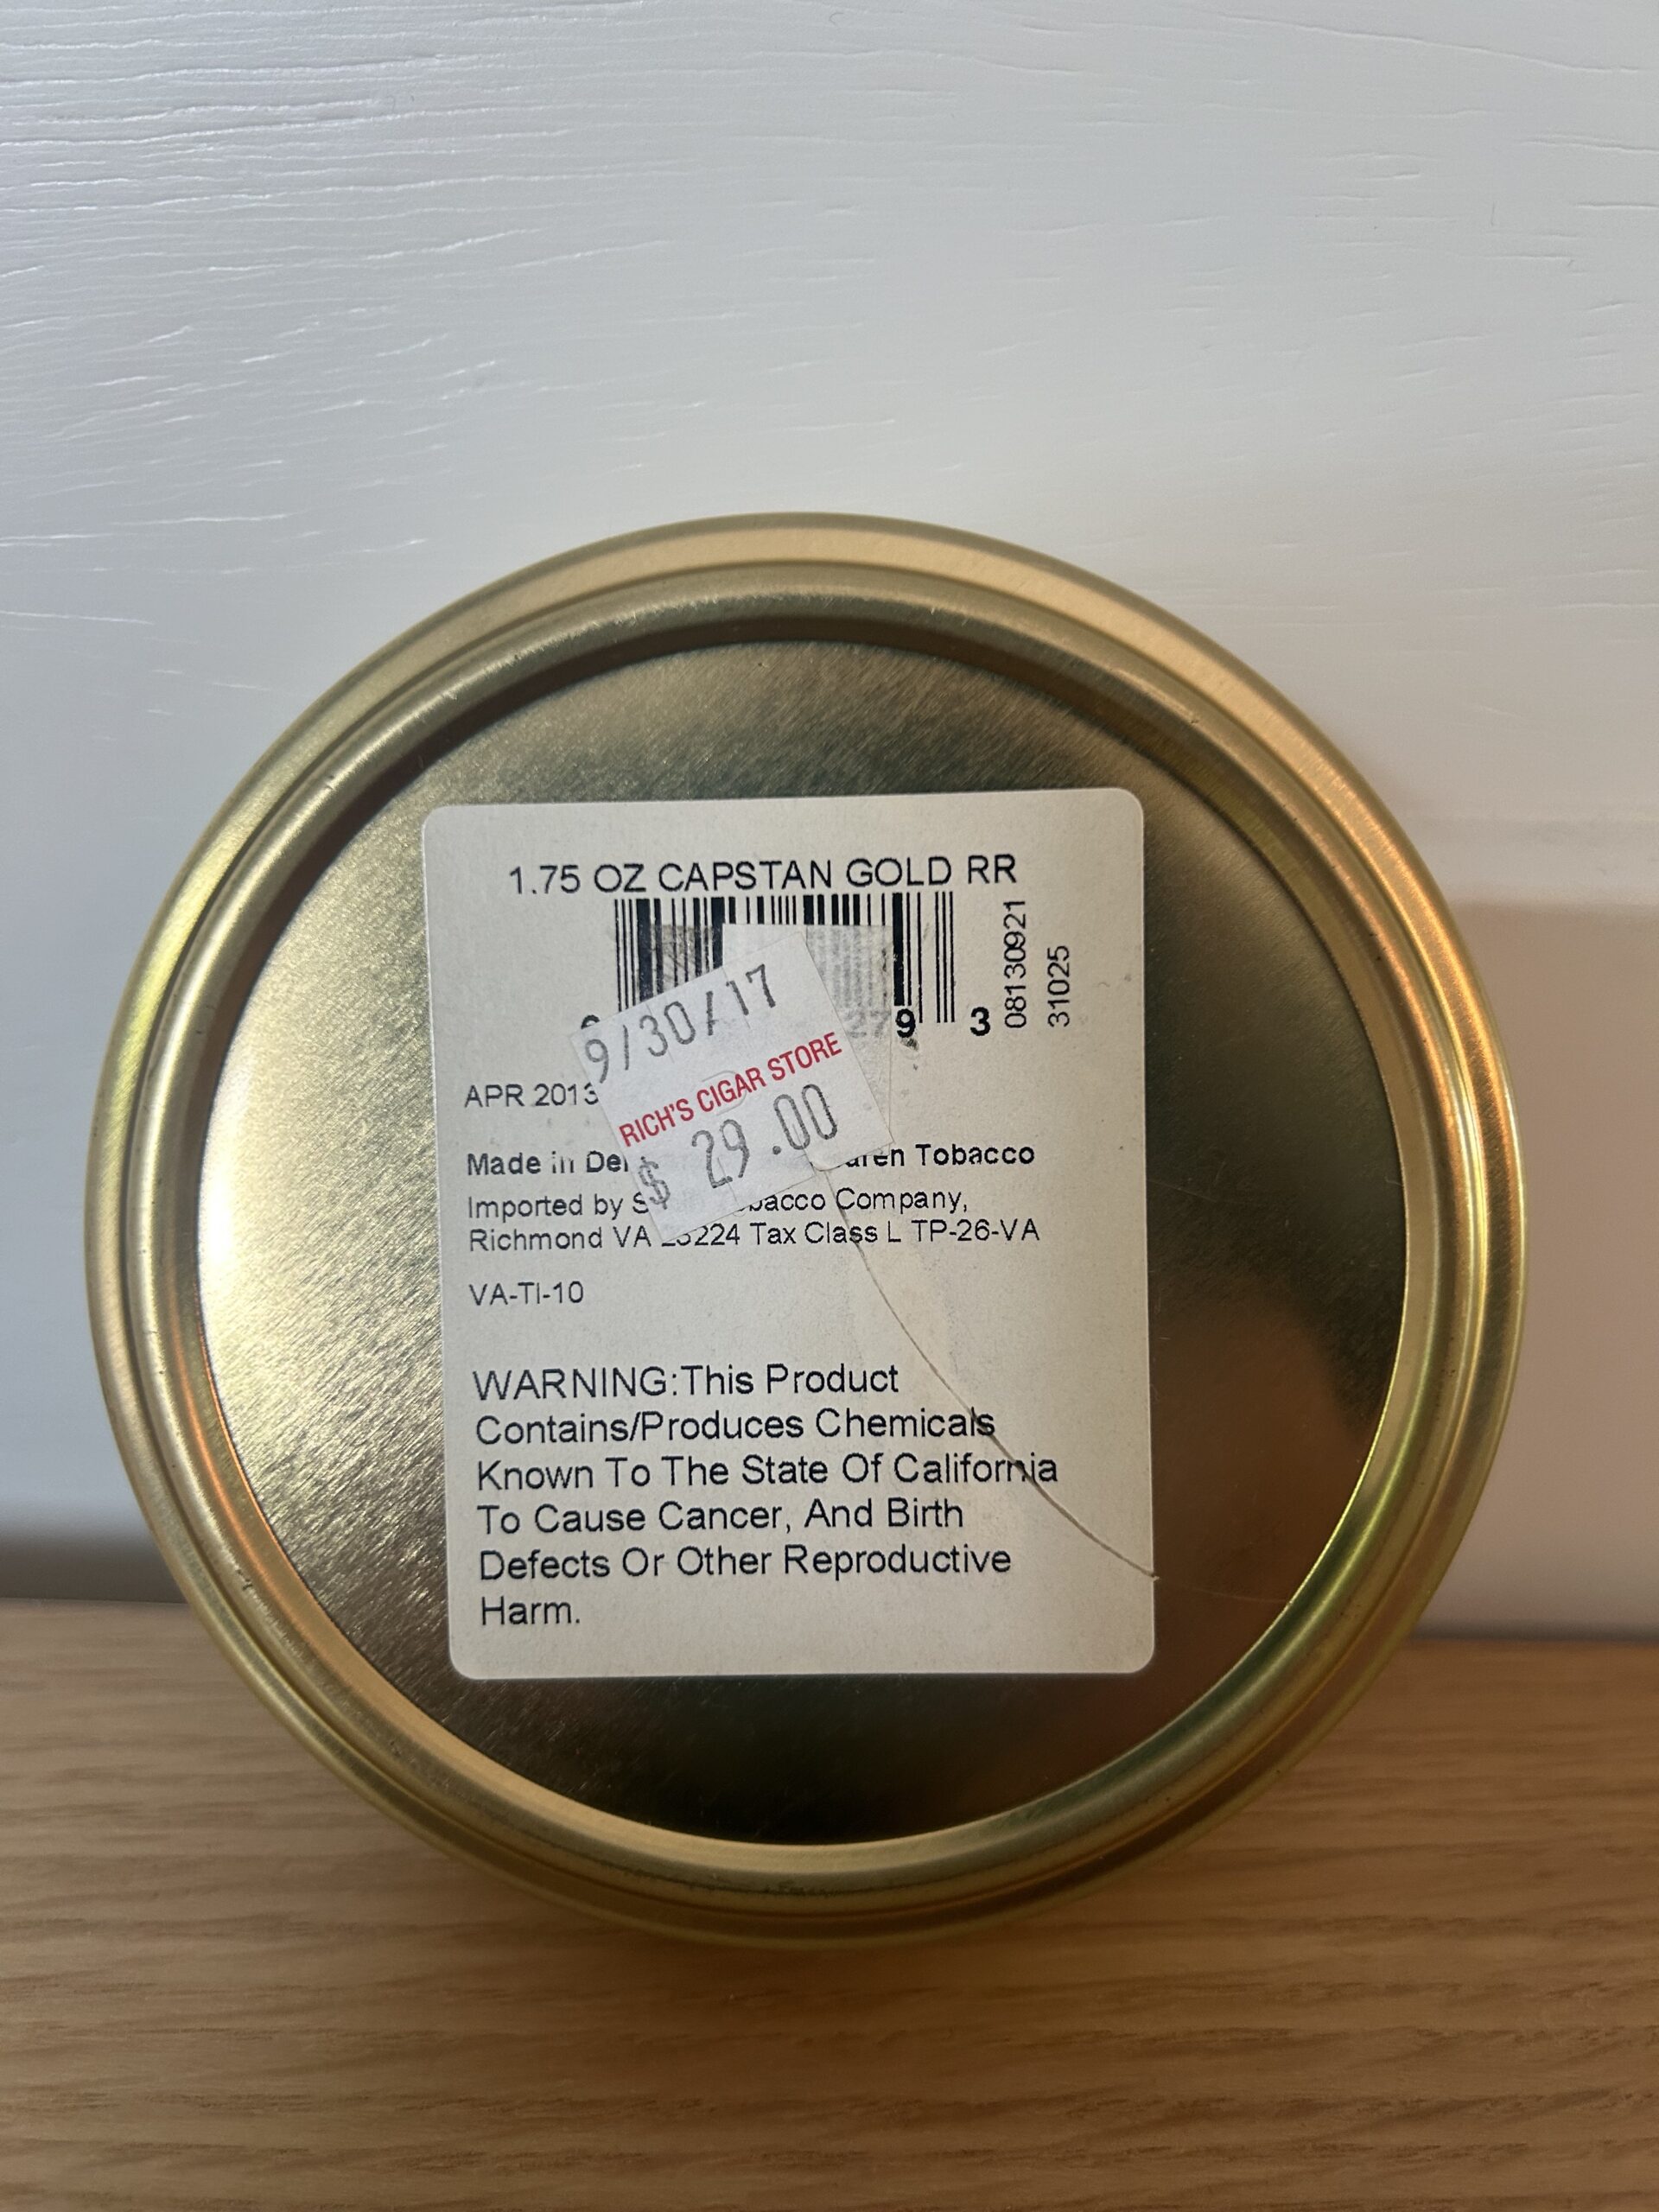 1.75 OZ CAPSTAN GOLD RR
9 3
08130921
31025
9/30/17
RICH'S CIGAR STORE
$ 29.00
APR 2013
Made in Tobacco
Imported by Company,
Richmond VA Tax Class L TP-26-VA
VA-TI-10
WARNING:This Product
Contains/Produces Chemicals
Known To The State Of California
To Cause Cancer, And Birth
Defects Or Other Reproductive
Harm.